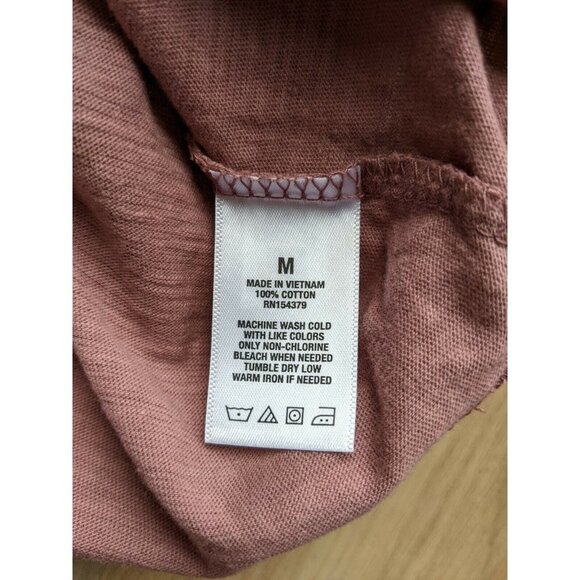 M
MADE IN VIETNAM
100% COTTON
RN154379
MACHINE WASH COLD
WITH LIKE COLORS
ONLY NON-CHLORINE
BLEACH WHEN NEEDED
TUMBLE DRY LOW
WARM IRON IF NEEDED